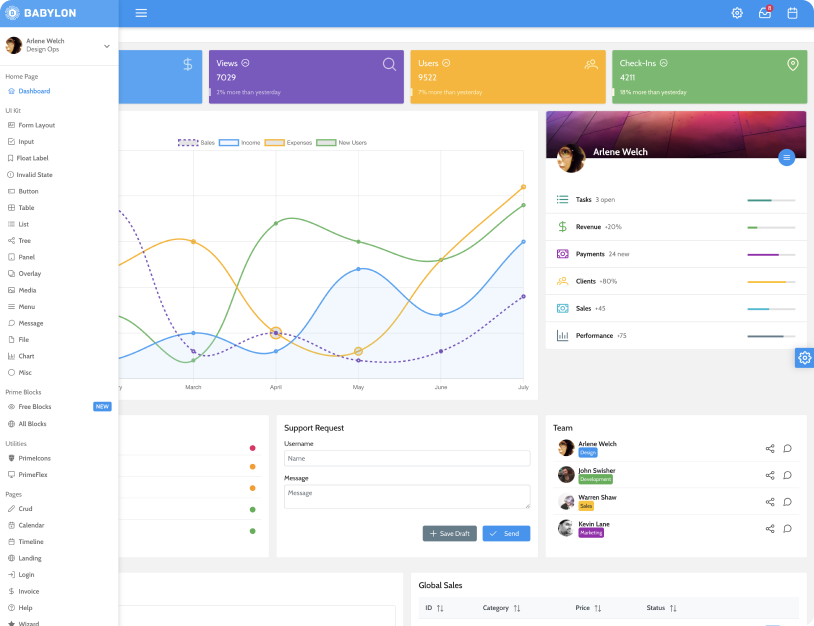 BABYLON
8
Arlene Welch
Design Ops
Home Page
Dashboard
UI Kit
Form Layout
Input
Float Label
Invalid State
Button
Table
List
Tree
Panel
Overlay
Media
Menu
Message
File
Chart
Misc
Prime Blocks
Free Blocks NEW
All Blocks
Utilities
PrimeIcons
PrimeFlex
Pages
Crud
Calendar
Timeline
Landing
Login
Invoice
Help
Wizard
Views
7029
2% more than yesterday
Users
9522
7% more than yesterday
Check-Ins
4211
18% more than yesterday
Sales Income Expenses New Users
March April May June July
Arlene Welch
Tasks 3 open
Revenue +20%
Payments 24 new
Clients +80%
Sales +45
Performance +75
Support Request
Username
Name
Message
Message
Save Draft Send
Team
Arlene Welch
Design
John Swisher
Development
Warren Shaw
Sales
Kevin Lane
Marketing
Global Sales
ID Category Price Status